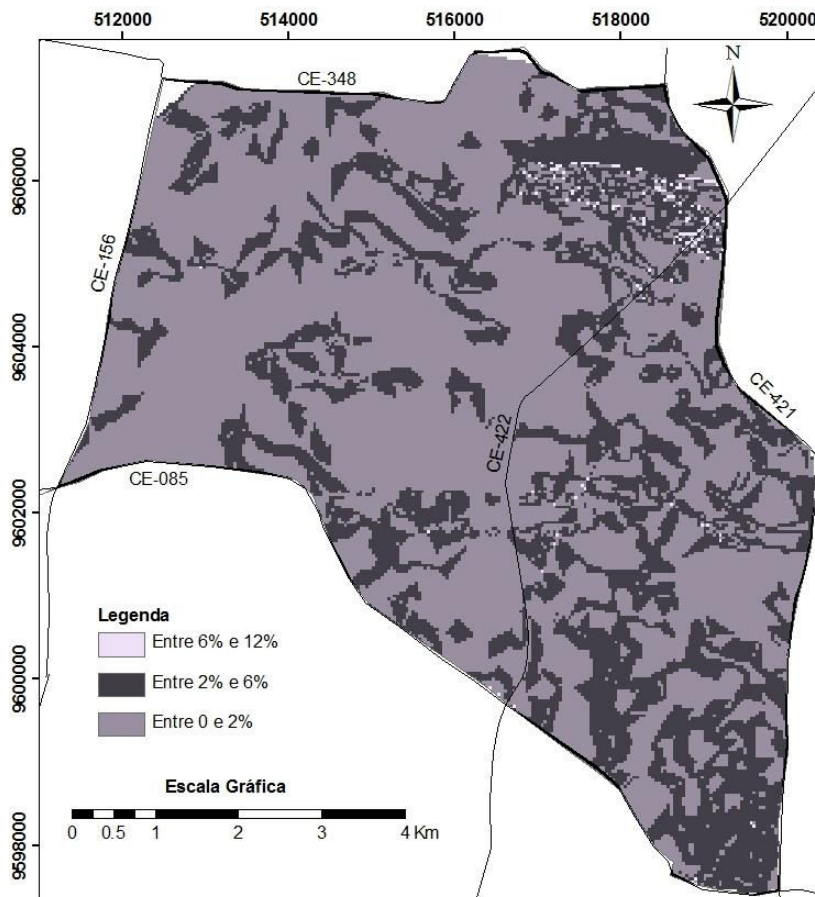 512000 514000 516000 518000 520000
N
CE-348
9606000
CE-156
9604000
CE-421
CE-422
CE-085
9602000
Legenda
Entre 6% e 12%
Entre 2% e 6%
Entre 0 e 2%
9600000
Escala Gráfica
0 0.5 1 2 3 4 Km
9598000